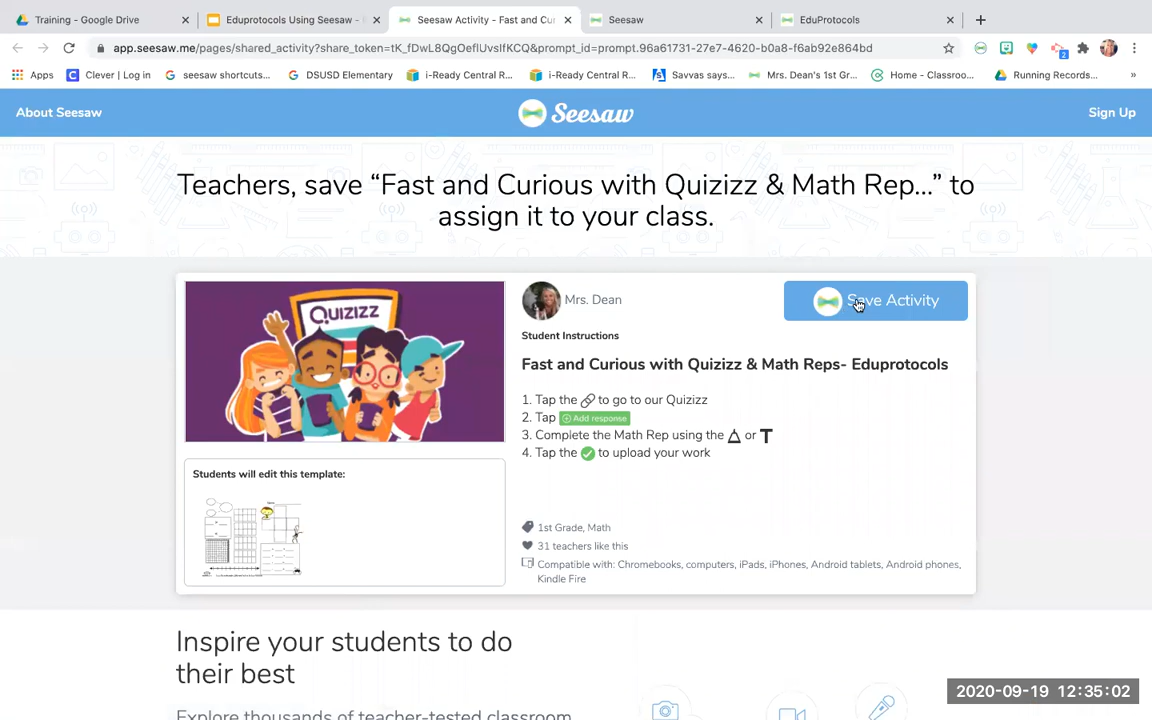 Training - Google Drive
Eduprotocols Using Seesaw -
Seesaw Activity - Fast and Cu
Seesaw
EduProtocols
app.seesaw.me/pages/shared_activity?share_token=tK_fDwL8QgOeflUvsIfKCQ&prompt_id=prompt.96a61731-27e7-4620-b0a8-f6ab92e864bd
Apps
Clever | Log in
seesaw shortcuts...
DSUSD Elementary
i-Ready Central R...
i-Ready Central R...
Savvas says...
Mrs. Dean's 1st Gr...
Home - Classroo...
Running Records...
»
About Seesaw
Seesaw
Sign Up
Teachers, save “Fast and Curious with Quizizz & Math Rep...” to
assign it to your class.
QUIZIZZ
Mrs. Dean
Save Activity
Student Instructions
Fast and Curious with Quizizz & Math Reps- Eduprotocols
1. Tap the to go to our Quizizz
2. Tap Add response
3. Complete the Math Rep using the or T
4. Tap the to upload your work
Students will edit this template:
1st Grade, Math
31 teachers like this
Compatible with: Chromebooks, computers, iPads, iPhones, Android tablets, Android phones,
Kindle Fire
Inspire your students to do
their best
Explore thousands of teacher-tested classroom
2020-09-19 12:35:02